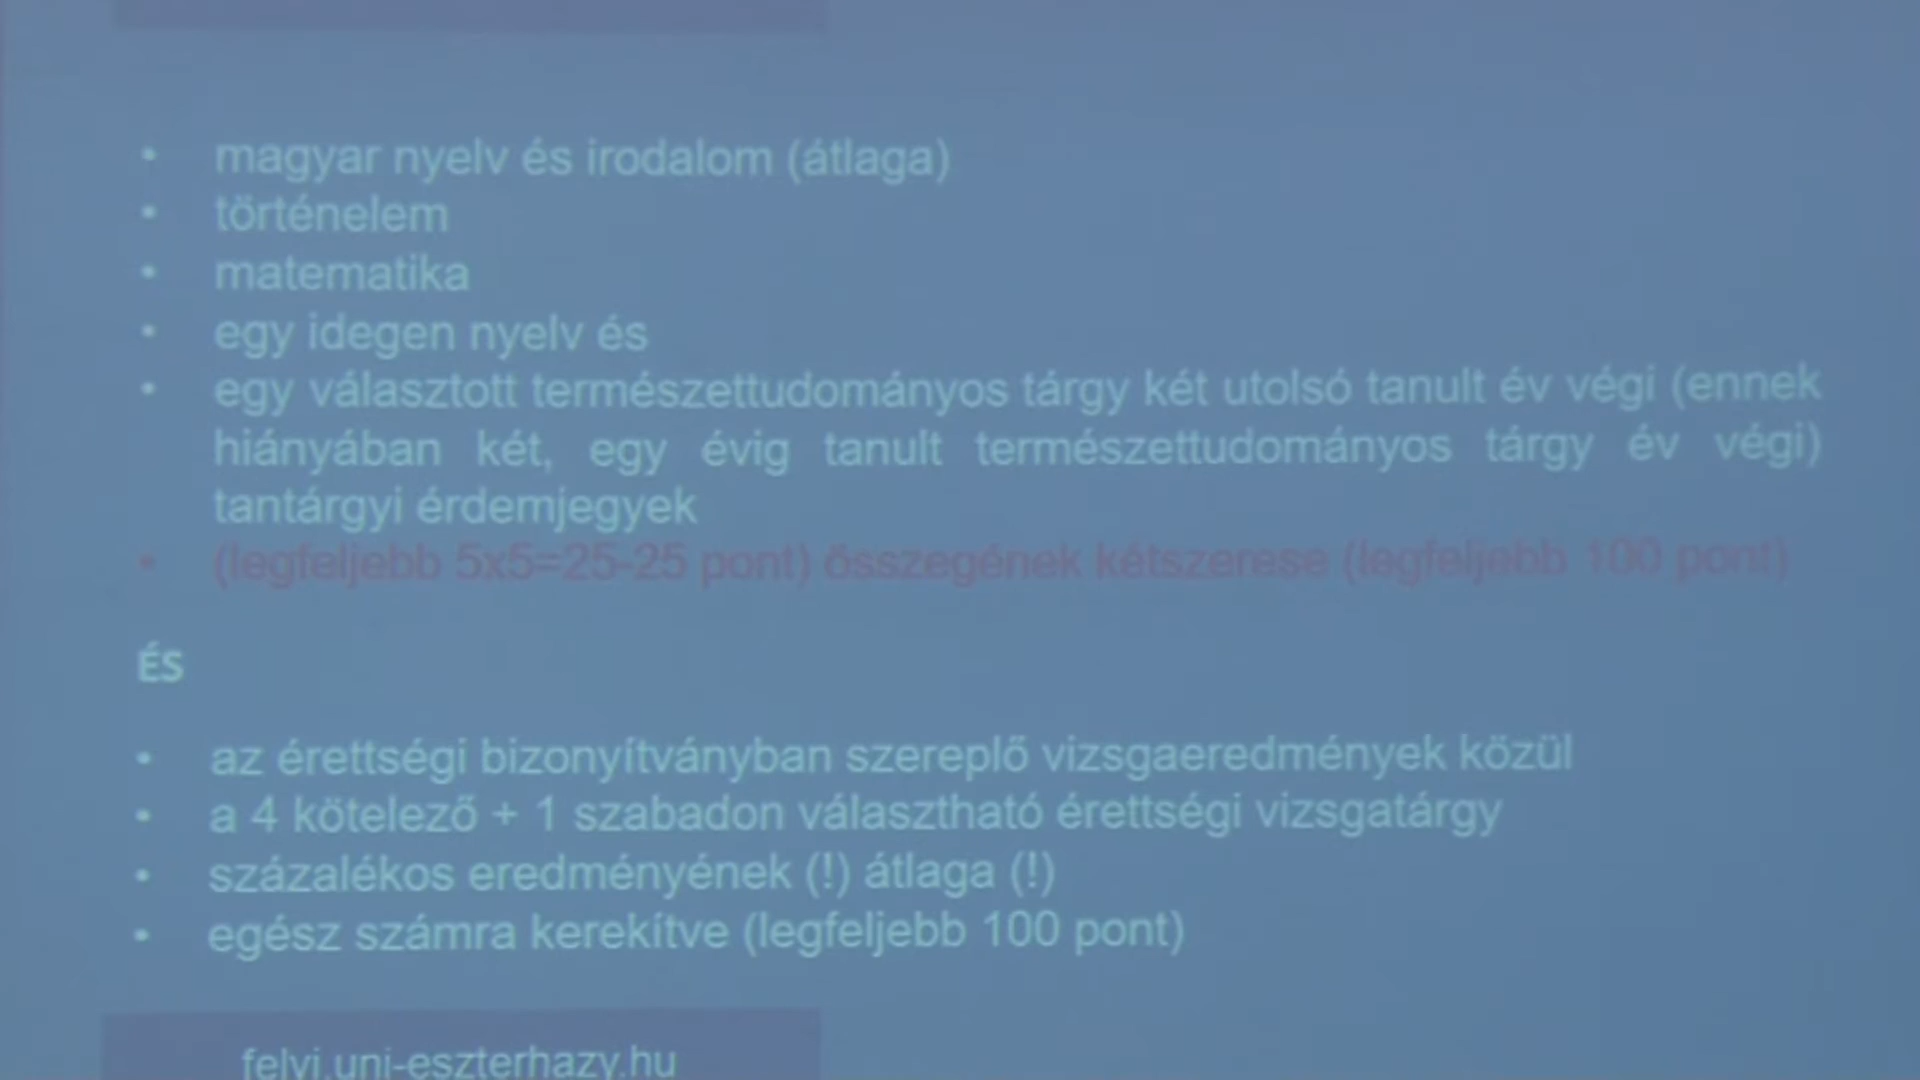 • magyar nyelv és irodalom (átlaga)
• történelem
• matematika
• egy idegen nyelv és
• egy választott természettudományos tárgy két utolsó tanult év végi (ennek
hiányában két, egy évig tanult természettudományos tárgy év végi)
tantárgyi érdemjegyek
• (legfeljebb 5x5=25-25 pont) összegének kétszerese (legfeljebb 100 pont)
ÉS
• az érettségi bizonyítványban szereplő vizsgaeredmények közül
• a 4 kötelező + 1 szabadon választható érettségi vizsgatárgy
• százalékos eredményének (!) átlaga (!)
• egész számra kerekítve (legfeljebb 100 pont)
felvi.uni-eszterhazy.hu